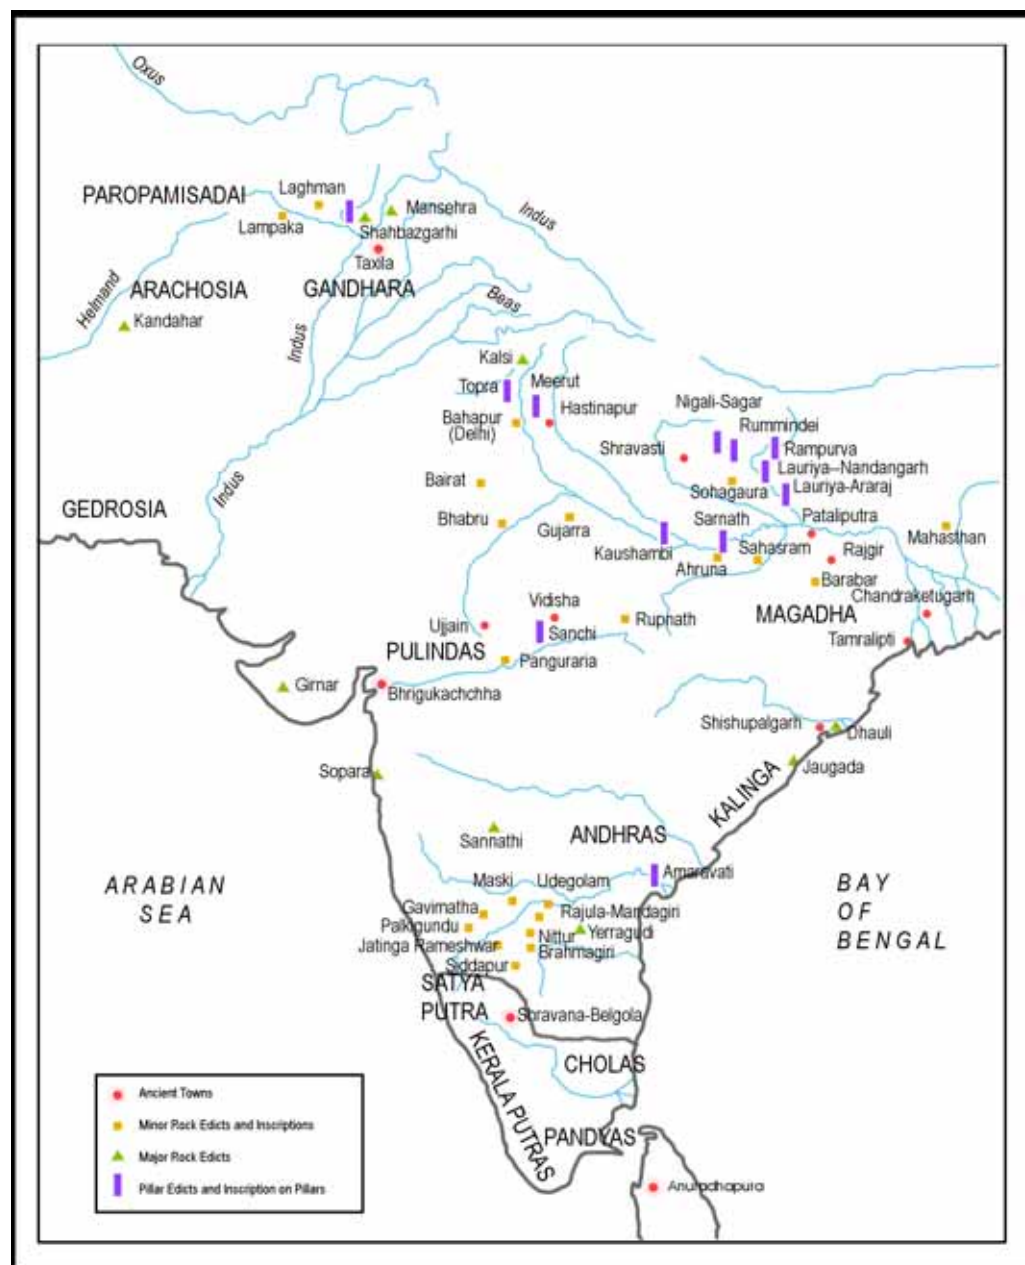 Oxus
PAROPAMISADAI
Laghman
Lampaka
Mansehra
Shahbazgarhi
Taxila
Indus
Helmand
ARACHOSIA
GANDHARA
Kandahar
Indus
Beas
Kalsi
Topra
Meerut
Hastinapur
Bahapur
(Delhi)
Nigali-Sagar
Rummindei
Shravasti
Rampurva
Lauriya--Nandangarh
Sohagaura
Lauriya-Araraj
Bairat
Indus
GEDROSIA
Bhabru
Gujarra
Kaushambi
Sarnath
Pataliputra
Mahasthan
Sahasram
Ahruna
Rajgir
Barabar
Chandraketugarh
MAGADHA
Vidisha
Ujjain
Sanchi
Rupnath
Tamralipti
PULINDAS
Panguraria
Girnar
Bhrigukachchha
Shishupalgarh
Dhauli
Sopara
Jaugada
KALINGA
Sannathi
ANDHRAS
Amaravati
Maski
Udegolam
ARABIAN
SEA
BAY
OF
BENGAL
Gavimatha
Rajula-Mandagiri
Palkigundu
Nittur
Yerragudi
Jatinga Rameshwar
Brahmagiri
Siddapur
SATYA
PUTRA
Shravana-Belgola
KERALA PUTRAS
CHOLAS
PANDYAS
Anuradhapura
Ancient Towns
Minor Rock Edicts and Inscriptions
Major Rock Edicts
Pillar Edicts and Inscription on Pillars